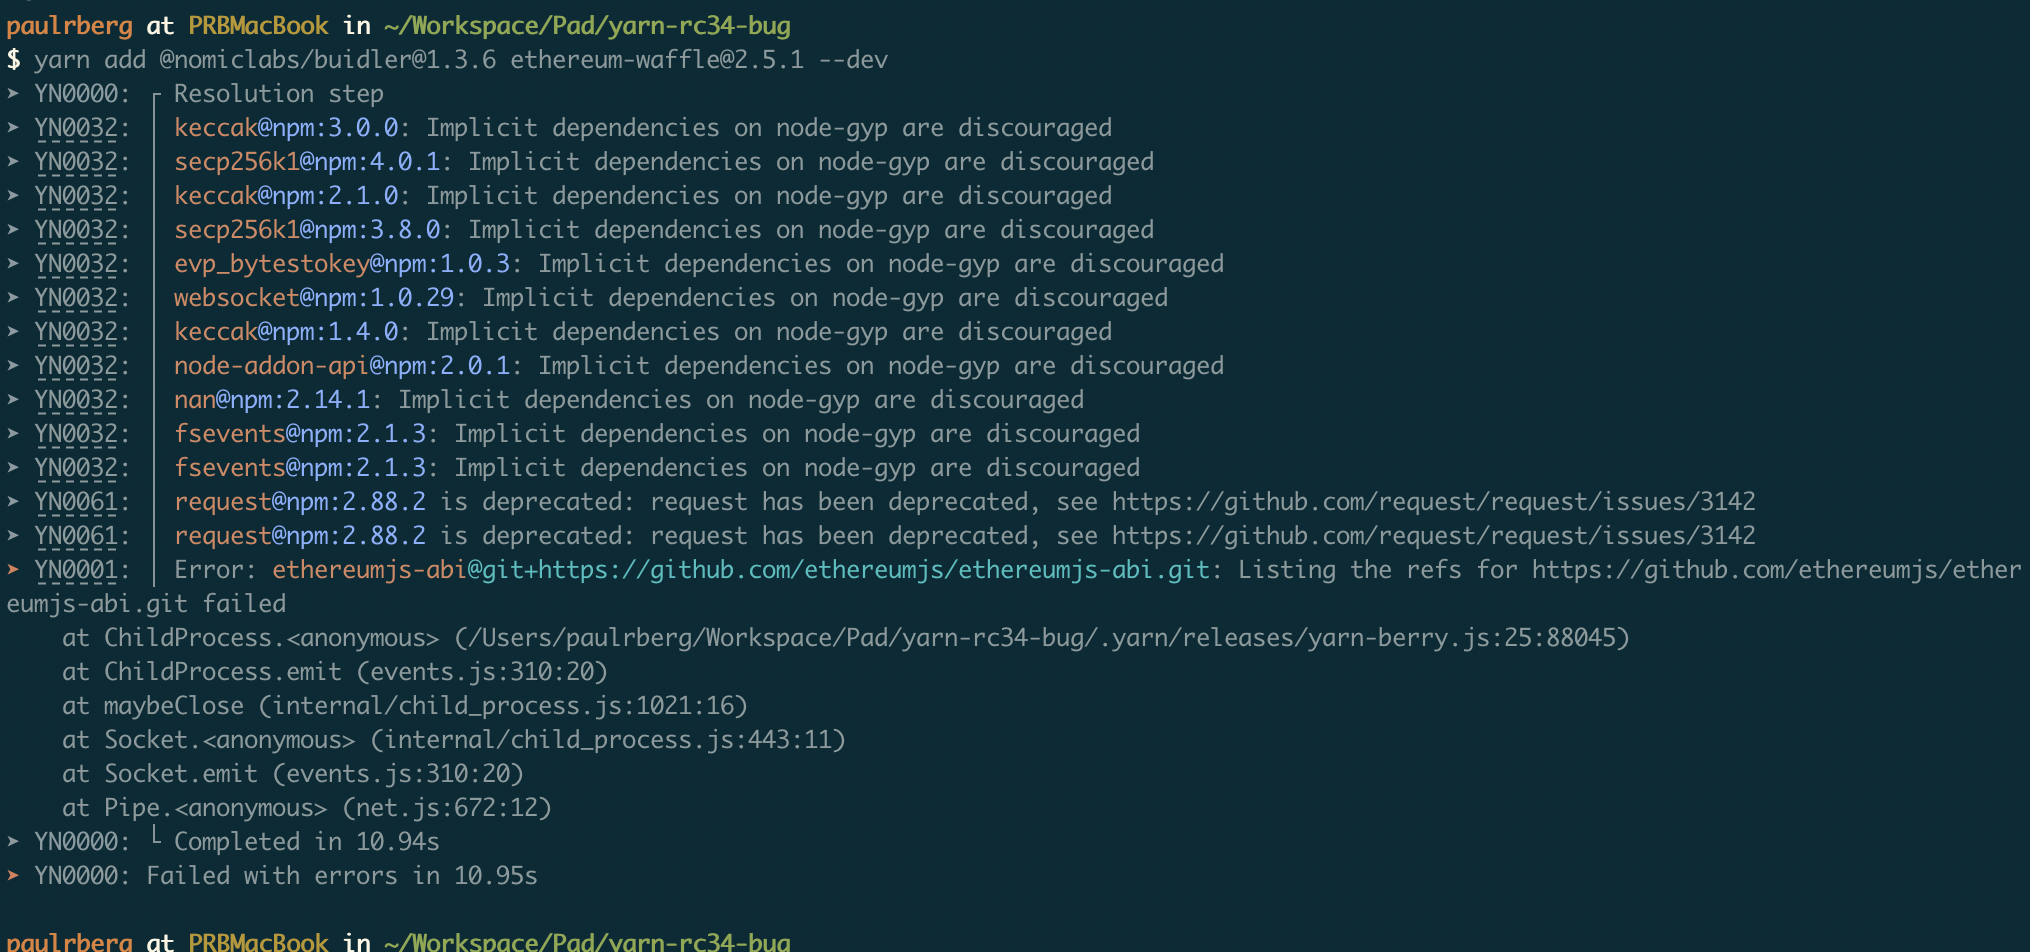 paulrberg at PRBMacBook in ~/Workspace/Pad/yarn-rc34-bug
$ yarn add @nomiclabs/buidler@1.3.6 ethereum-waffle@2.5.1 --dev
➤ YN0000: ┌ Resolution step
➤ YN0032: │ keccak@npm:3.0.0: Implicit dependencies on node-gyp are discouraged
➤ YN0032: │ secp256k1@npm:4.0.1: Implicit dependencies on node-gyp are discouraged
➤ YN0032: │ keccak@npm:2.1.0: Implicit dependencies on node-gyp are discouraged
➤ YN0032: │ secp256k1@npm:3.8.0: Implicit dependencies on node-gyp are discouraged
➤ YN0032: │ evp_bytestokey@npm:1.0.3: Implicit dependencies on node-gyp are discouraged
➤ YN0032: │ websocket@npm:1.0.29: Implicit dependencies on node-gyp are discouraged
➤ YN0032: │ keccak@npm:1.4.0: Implicit dependencies on node-gyp are discouraged
➤ YN0032: │ node-addon-api@npm:2.0.1: Implicit dependencies on node-gyp are discouraged
➤ YN0032: │ nan@npm:2.14.1: Implicit dependencies on node-gyp are discouraged
➤ YN0032: │ fsevents@npm:2.1.3: Implicit dependencies on node-gyp are discouraged
➤ YN0032: │ fsevents@npm:2.1.3: Implicit dependencies on node-gyp are discouraged
➤ YN0061: │ request@npm:2.88.2 is deprecated: request has been deprecated, see https://github.com/request/request/issues/3142
➤ YN0061: │ request@npm:2.88.2 is deprecated: request has been deprecated, see https://github.com/request/request/issues/3142
➤ YN0001: │ Error: ethereumjs-abi@git+https://github.com/ethereumjs/ethereumjs-abi.git: Listing the refs for https://github.com/ethereumjs/ether
eumjs-abi.git failed
    at ChildProcess.<anonymous> (/Users/paulrberg/Workspace/Pad/yarn-rc34-bug/.yarn/releases/yarn-berry.js:25:88045)
    at ChildProcess.emit (events.js:310:20)
    at maybeClose (internal/child_process.js:1021:16)
    at Socket.<anonymous> (internal/child_process.js:443:11)
    at Socket.emit (events.js:310:20)
    at Pipe.<anonymous> (net.js:672:12)
➤ YN0000: └ Completed in 10.94s
➤ YN0000: Failed with errors in 10.95s
paulrberg at PRBMacBook in ~/Workspace/Pad/yarn-rc34-bug